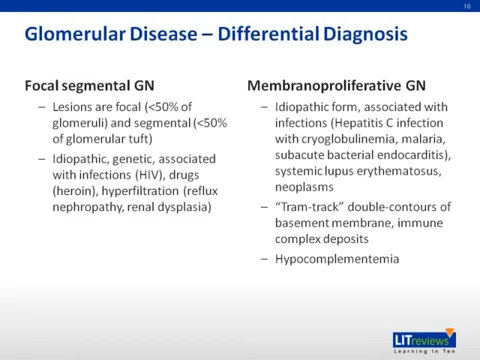 10
Glomerular Disease – Differential Diagnosis
Focal segmental GN
– Lesions are focal (<50% of
glomeruli) and segmental (<50%
of glomerular tuft)
– Idiopathic, genetic, associated
with infections (HIV), drugs
(heroin), hyperfiltration (reflux
nephropathy, renal dysplasia)
Membranoproliferative GN
– Idiopathic form, associated with
infections (Hepatitis C infection
with cryoglobulinemia, malaria,
subacute bacterial endocarditis),
systemic lupus erythematosus,
neoplasms
– “Tram-track” double-contours of
basement membrane, immune
complex deposits
– Hypocomplementemia
LITreviews
Learning in Ten